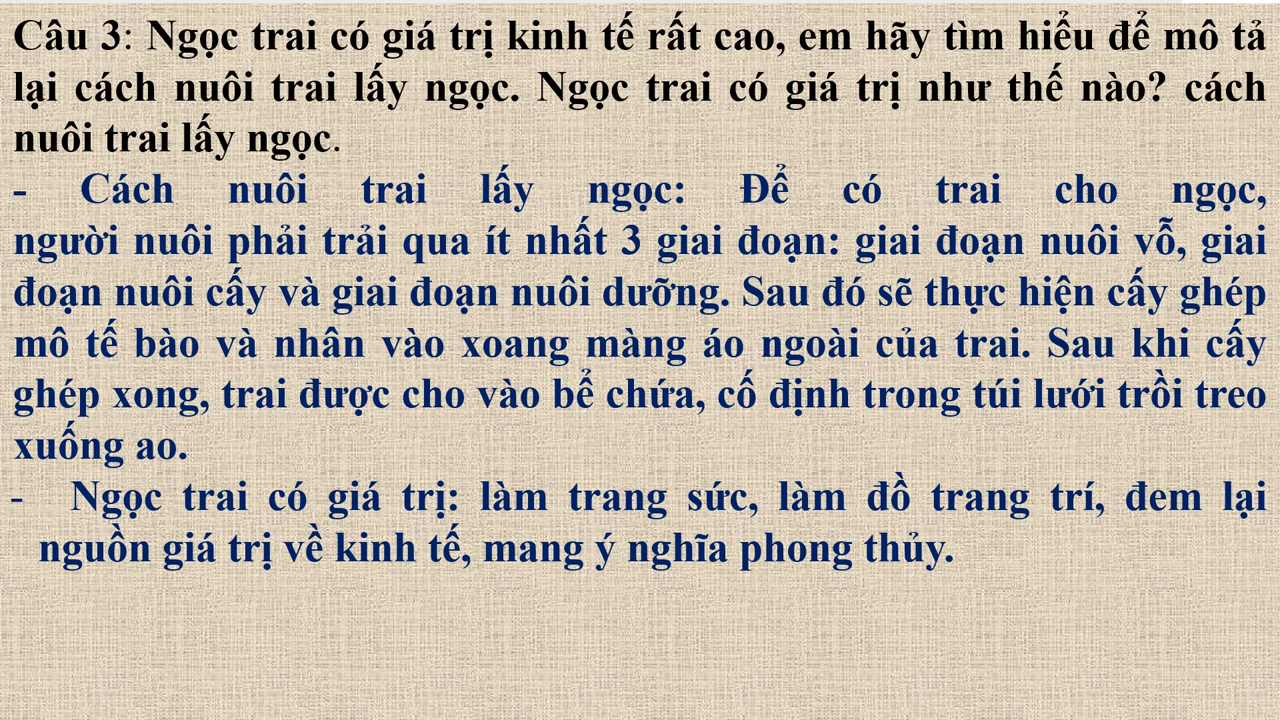 Câu 3: Ngọc trai có giá trị kinh tế rất cao, em hãy tìm hiểu để mô tả
lại cách nuôi trai lấy ngọc. Ngọc trai có giá trị như thế nào? cách
nuôi trai lấy ngọc.
- Cách nuôi trai lấy ngọc: Để có trai cho ngọc,
người nuôi phải trải qua ít nhất 3 giai đoạn: giai đoạn nuôi vỗ, giai
đoạn nuôi cấy và giai đoạn nuôi dưỡng. Sau đó sẽ thực hiện cấy ghép
mô tế bào và nhân vào xoang màng áo ngoài của trai. Sau khi cấy
ghép xong, trai được cho vào bể chứa, cố định trong túi lưới trồi treo
xuống ao.
- Ngọc trai có giá trị: làm trang sức, làm đồ trang trí, đem lại
nguồn giá trị về kinh tế, mang ý nghĩa phong thủy.